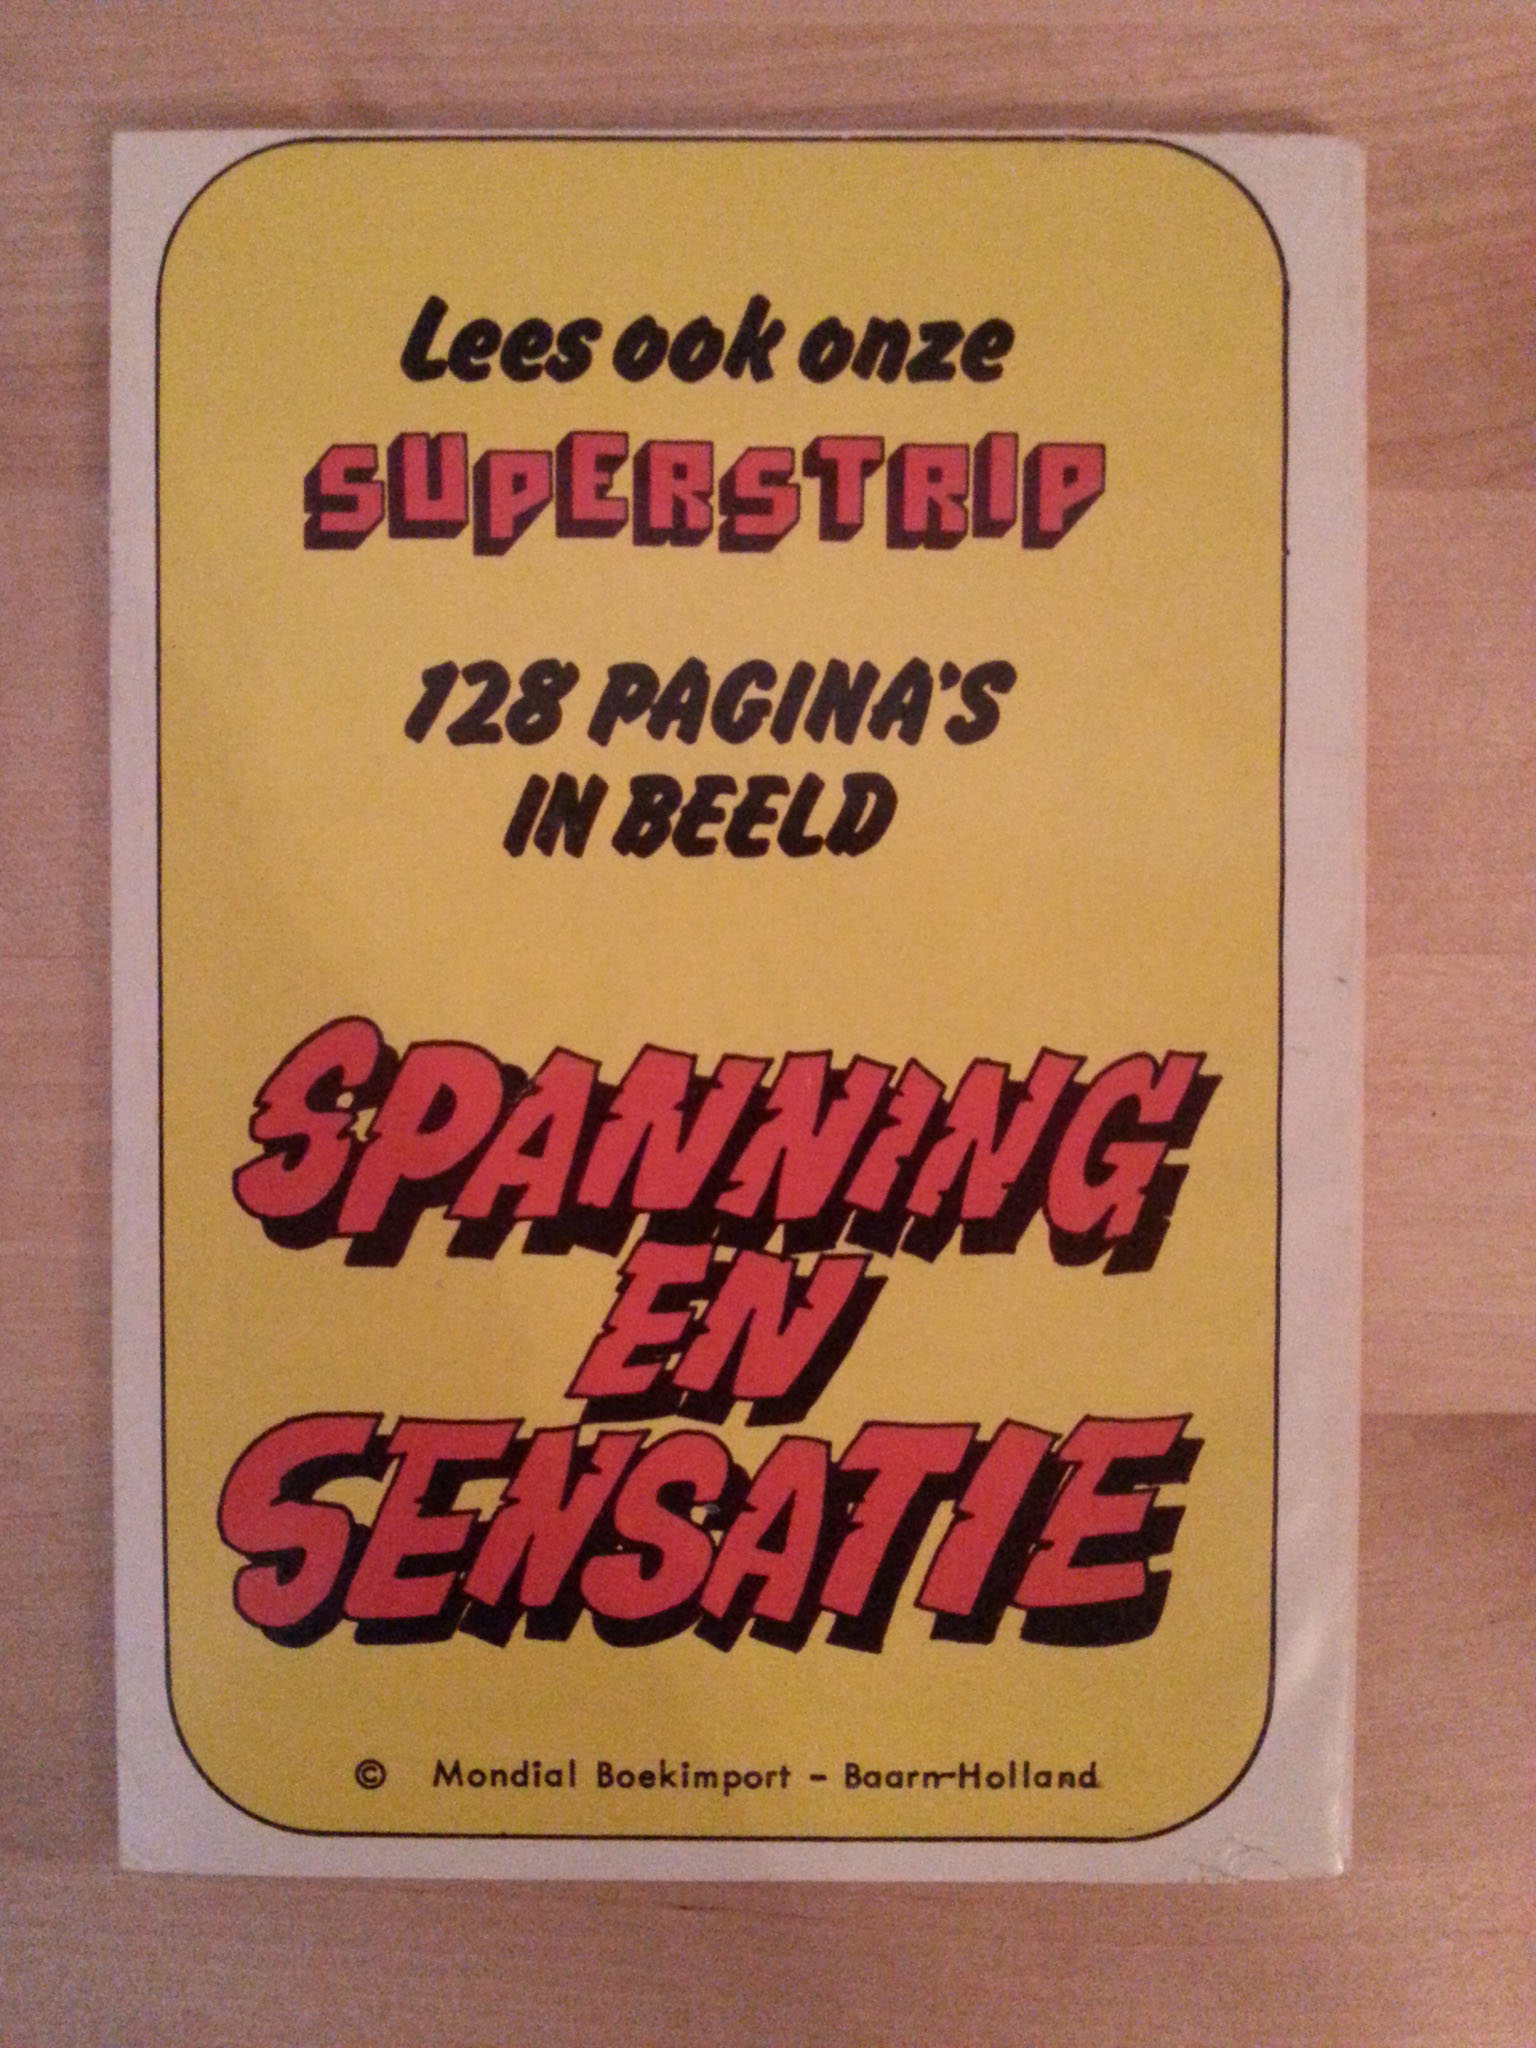 Lees ook onze
SUPERSTRIP
128 PAGINA'S
IN BEELD
SPANNING
EN
SENSATIE
© Mondial Boekimport - Baarn-Holland